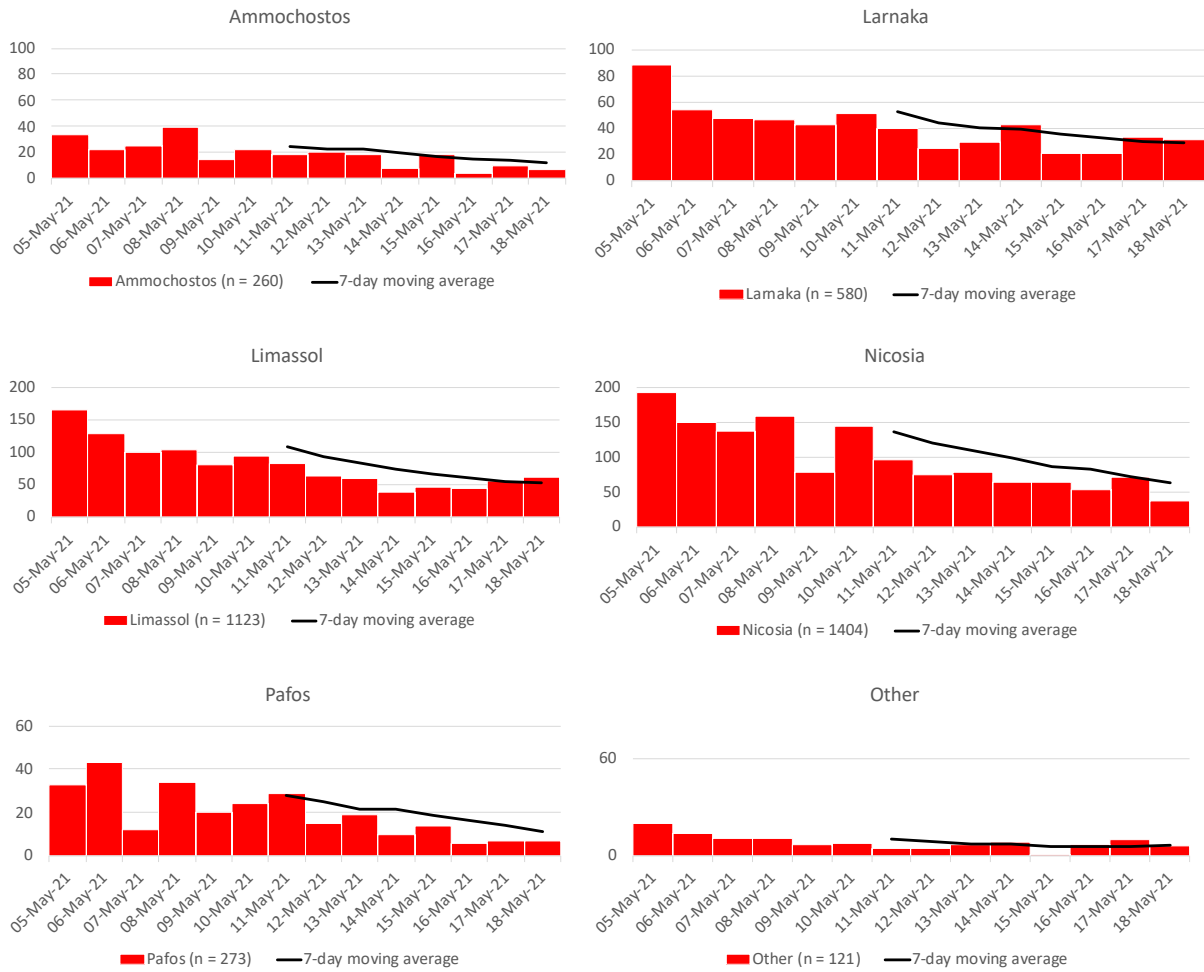 Ammochostos
100
80
60
40
20
0
05-May-21
06-May-21
07-May-21
08-May-21
09-May-21
10-May-21
11-May-21
12-May-21
13-May-21
14-May-21
15-May-21
16-May-21
17-May-21
18-May-21
Ammochostos (n = 260) 7-day moving average
Larnaka
100
80
60
40
20
0
05-May-21
06-May-21
07-May-21
08-May-21
09-May-21
10-May-21
11-May-21
12-May-21
13-May-21
14-May-21
15-May-21
16-May-21
17-May-21
18-May-21
Larnaka (n = 580) 7-day moving average
Limassol
200
150
100
50
0
05-May-21
06-May-21
07-May-21
08-May-21
09-May-21
10-May-21
11-May-21
12-May-21
13-May-21
14-May-21
15-May-21
16-May-21
17-May-21
18-May-21
Limassol (n = 1123) 7-day moving average
Nicosia
200
150
100
50
0
05-May-21
06-May-21
07-May-21
08-May-21
09-May-21
10-May-21
11-May-21
12-May-21
13-May-21
14-May-21
15-May-21
16-May-21
17-May-21
18-May-21
Nicosia (n = 1404) 7-day moving average
Pafos
60
40
20
0
05-May-21
06-May-21
07-May-21
08-May-21
09-May-21
10-May-21
11-May-21
12-May-21
13-May-21
14-May-21
15-May-21
16-May-21
17-May-21
18-May-21
Pafos (n = 273) 7-day moving average
Other
60
0
05-May-21
06-May-21
07-May-21
08-May-21
09-May-21
10-May-21
11-May-21
12-May-21
13-May-21
14-May-21
15-May-21
16-May-21
17-May-21
18-May-21
Other (n = 121) 7-day moving average